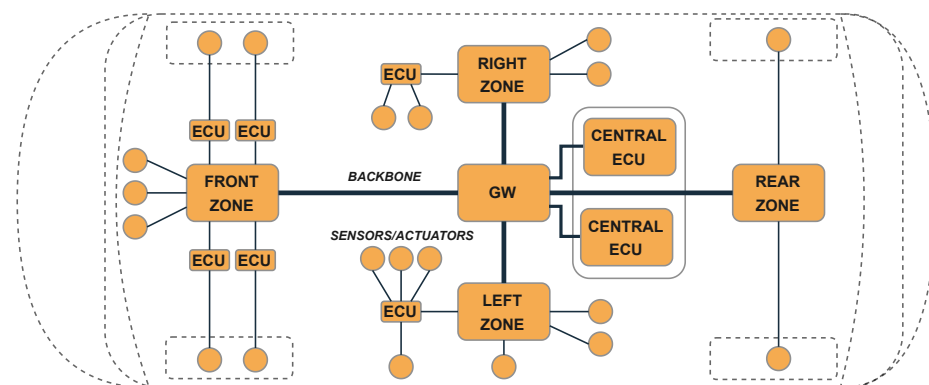 RIGHT
ZONE
ECU
ECU
ECU
CENTRAL
ECU
FRONT
ZONE
BACKBONE
GW
REAR
ZONE
CENTRAL
ECU
SENSORS/ACTUATORS
ECU
ECU
ECU
LEFT
ZONE